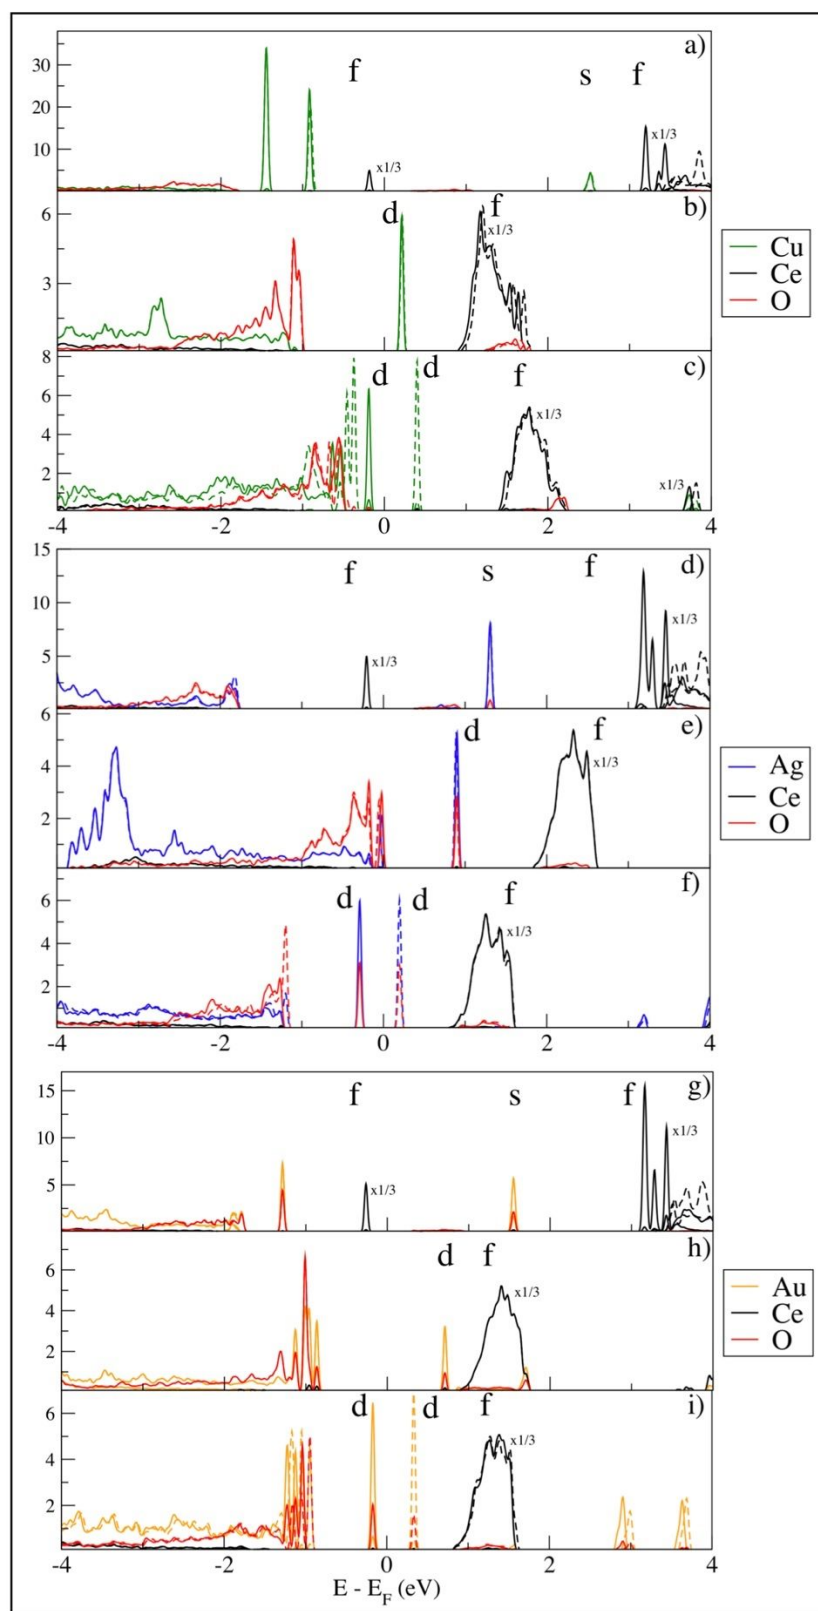 a)
f s f
30
20
10
x1/3 x1/3
b)
d f
6
3
x1/3
Cu
Ce
O
c)
8
6
4
2
d d f
x1/3
x1/3
-4 -2 0 2 4
d)
15
10
5
f s f
x1/3 x1/3
e)
6
4
2
d f
x1/3
Ag
Ce
O
f)
6
4
2
d d f
x1/3
-4 -2 0 2 4
g)
15
10
5
f s f
x1/3 x1/3
h)
6
4
2
d f
x1/3
Au
Ce
O
i)
6
4
2
d d f
x1/3
-4 -2 0 2 4
E - E_F (eV)